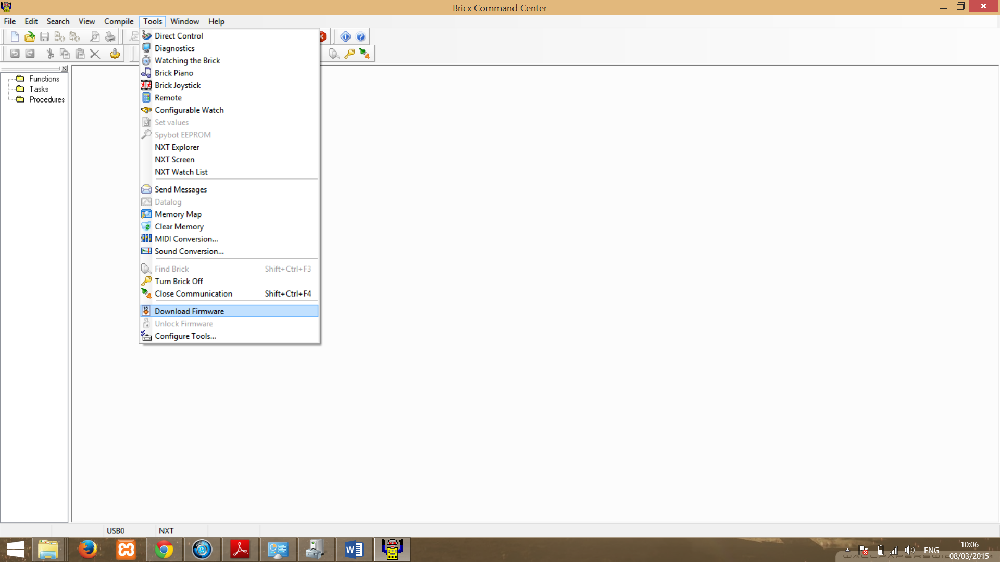 Bricx Command Center
File Edit Search View Compile Tools Window Help
Functions
Tasks
Procedures
Direct Control
Diagnostics
Watching the Brick
Brick Piano
Brick Joystick
Remote
Configurable Watch
Set values
Spybot EEPROM
NXT Explorer
NXT Screen
NXT Watch List
Send Messages
Datalog
Memory Map
Clear Memory
MIDI Conversion...
Sound Conversion...
Find Brick Shift+Ctrl+F3
Turn Brick Off
Close Communication Shift+Ctrl+F4
Download Firmware
Unlock Firmware
Configure Tools...
USB0 NXT
ENG
10:06
08/03/2015